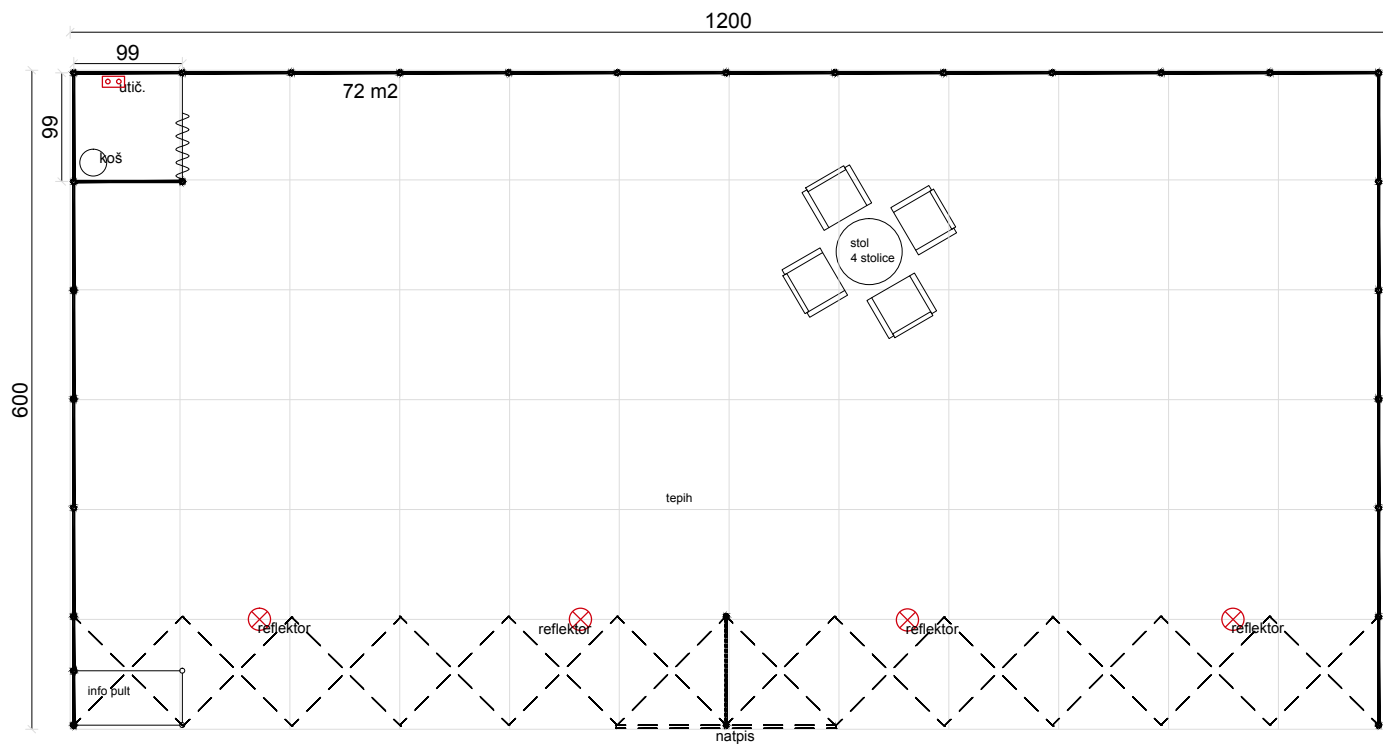 1200
99
utič.
72 m2
99
koš
stol
4 stolice
600
tepih
reflektor
reflektor
reflektor
reflektor
info pult
natpis